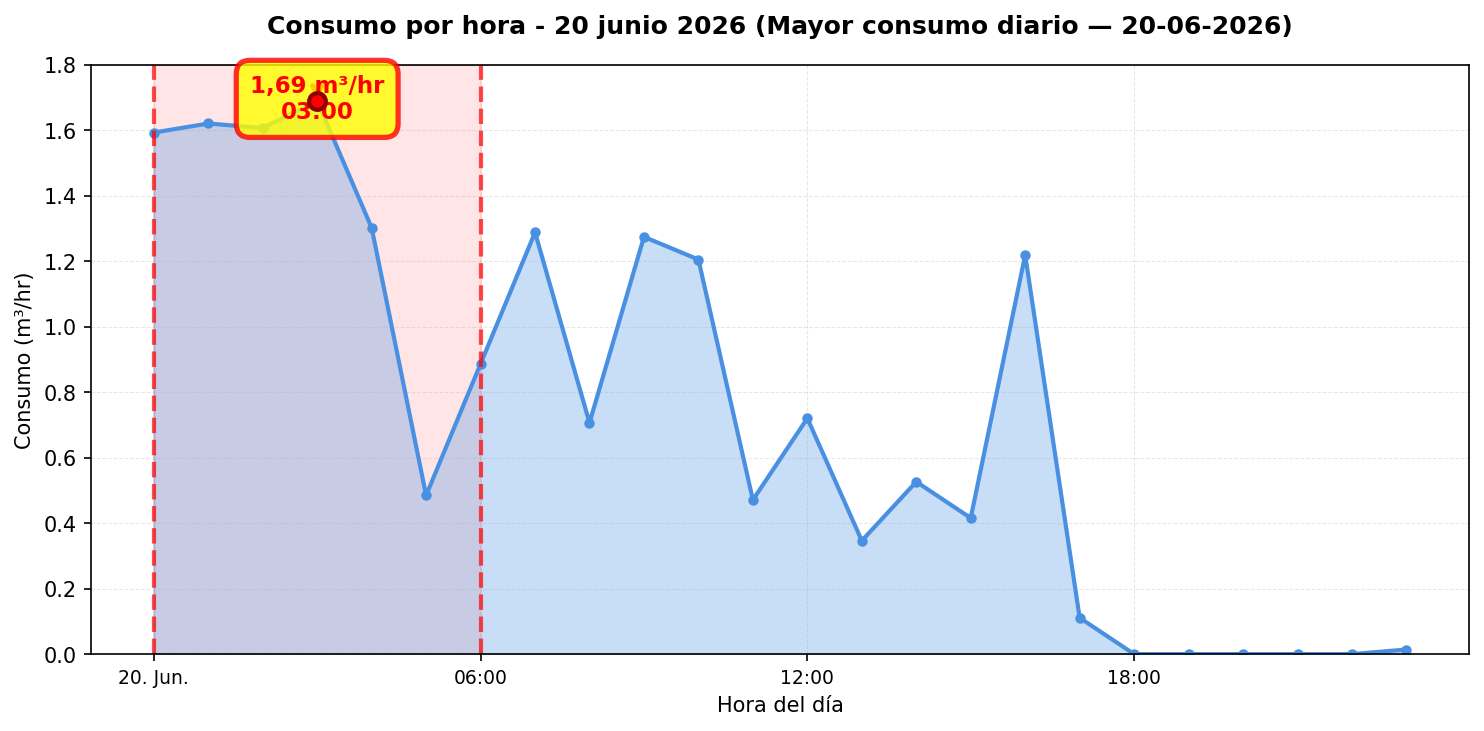 Consumo por hora - 20 junio 2026 (Mayor consumo diario — 20-06-2026)
1,69 m³/hr
03:00
Consumo (m³/hr)
1.8
1.6
1.4
1.2
1.0
0.8
0.6
0.4
0.2
0.0
20. Jun.
06:00
12:00
18:00
Hora del día